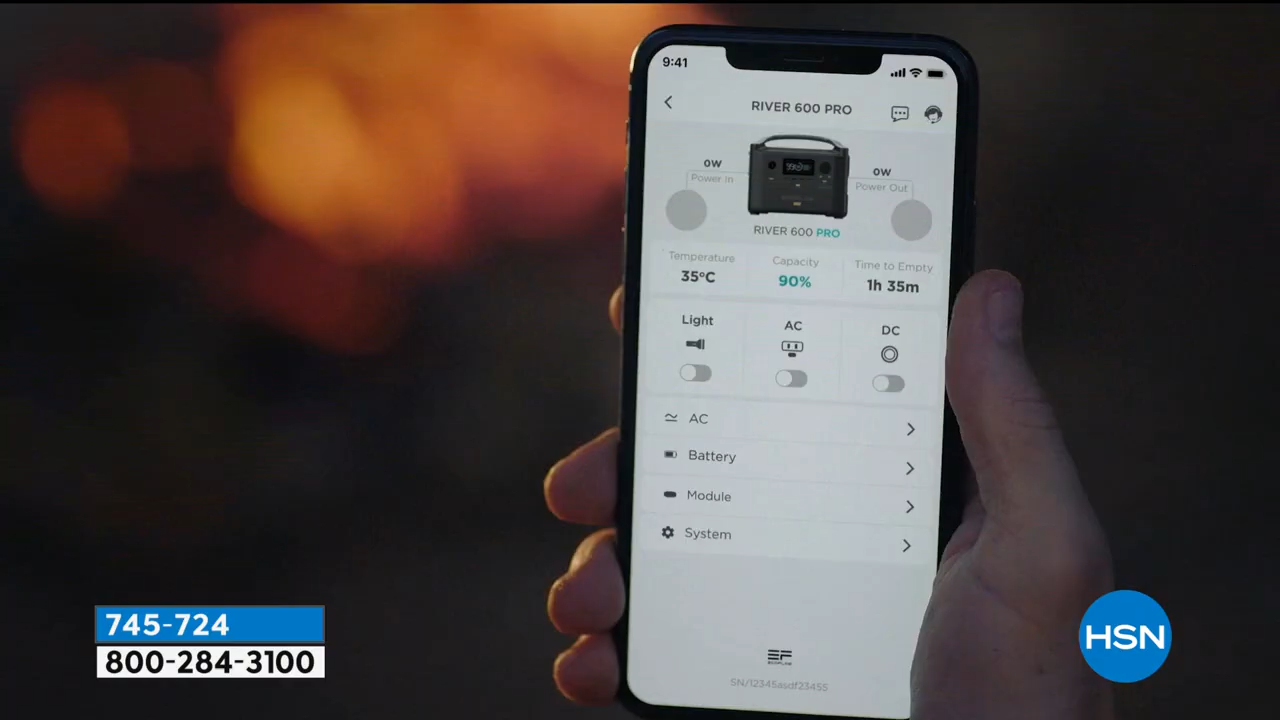 9:41
RIVER 600 PRO
0W
Power In
0W
Power Out
RIVER 600 PRO
Temperature
35°C
Capacity
90%
Time to Empty
1h 35m
Light
AC
DC
AC
Battery
Module
System
EF
ECOFLOW
SN/12345asdf23455
745-724
800-284-3100
HSN